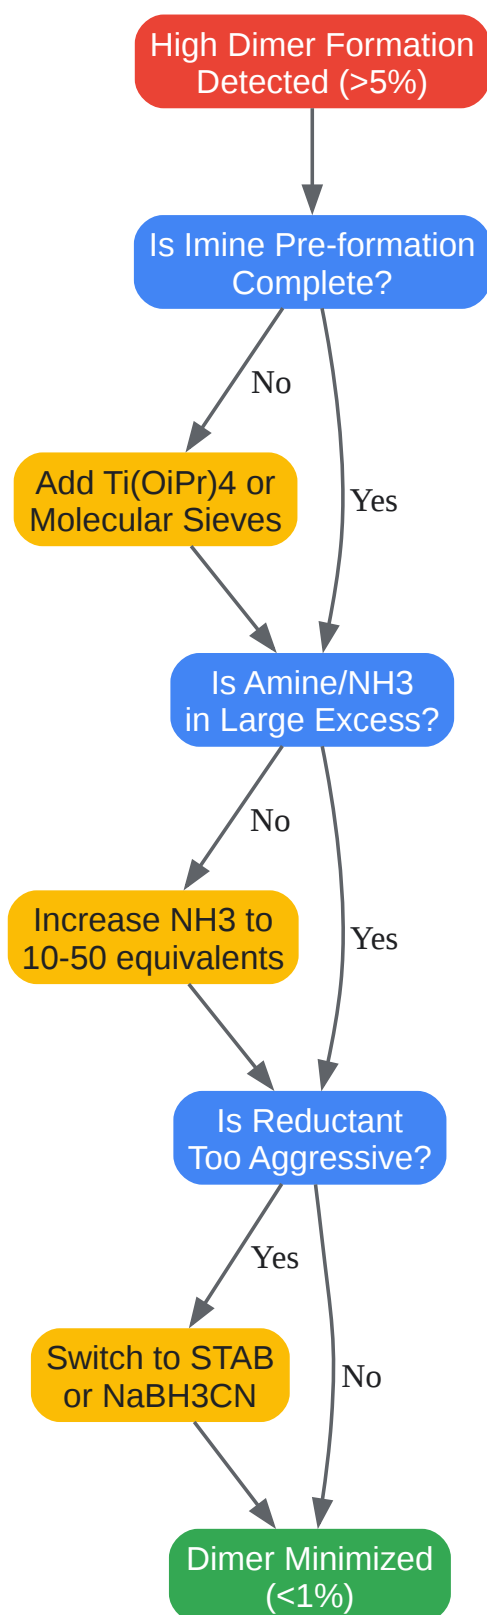 High Dimer Formation
Detected (>5%)
Is Imine Pre-formation
Complete?
No
Yes
Add Ti(OiPr)4 or
Molecular Sieves
Is Amine/NH3
in Large Excess?
No
Yes
Increase NH3 to
10-50 equivalents
Is Reductant
Too Aggressive?
Yes
No
Switch to STAB
or NaBH3CN
Dimer Minimized
(<1%)